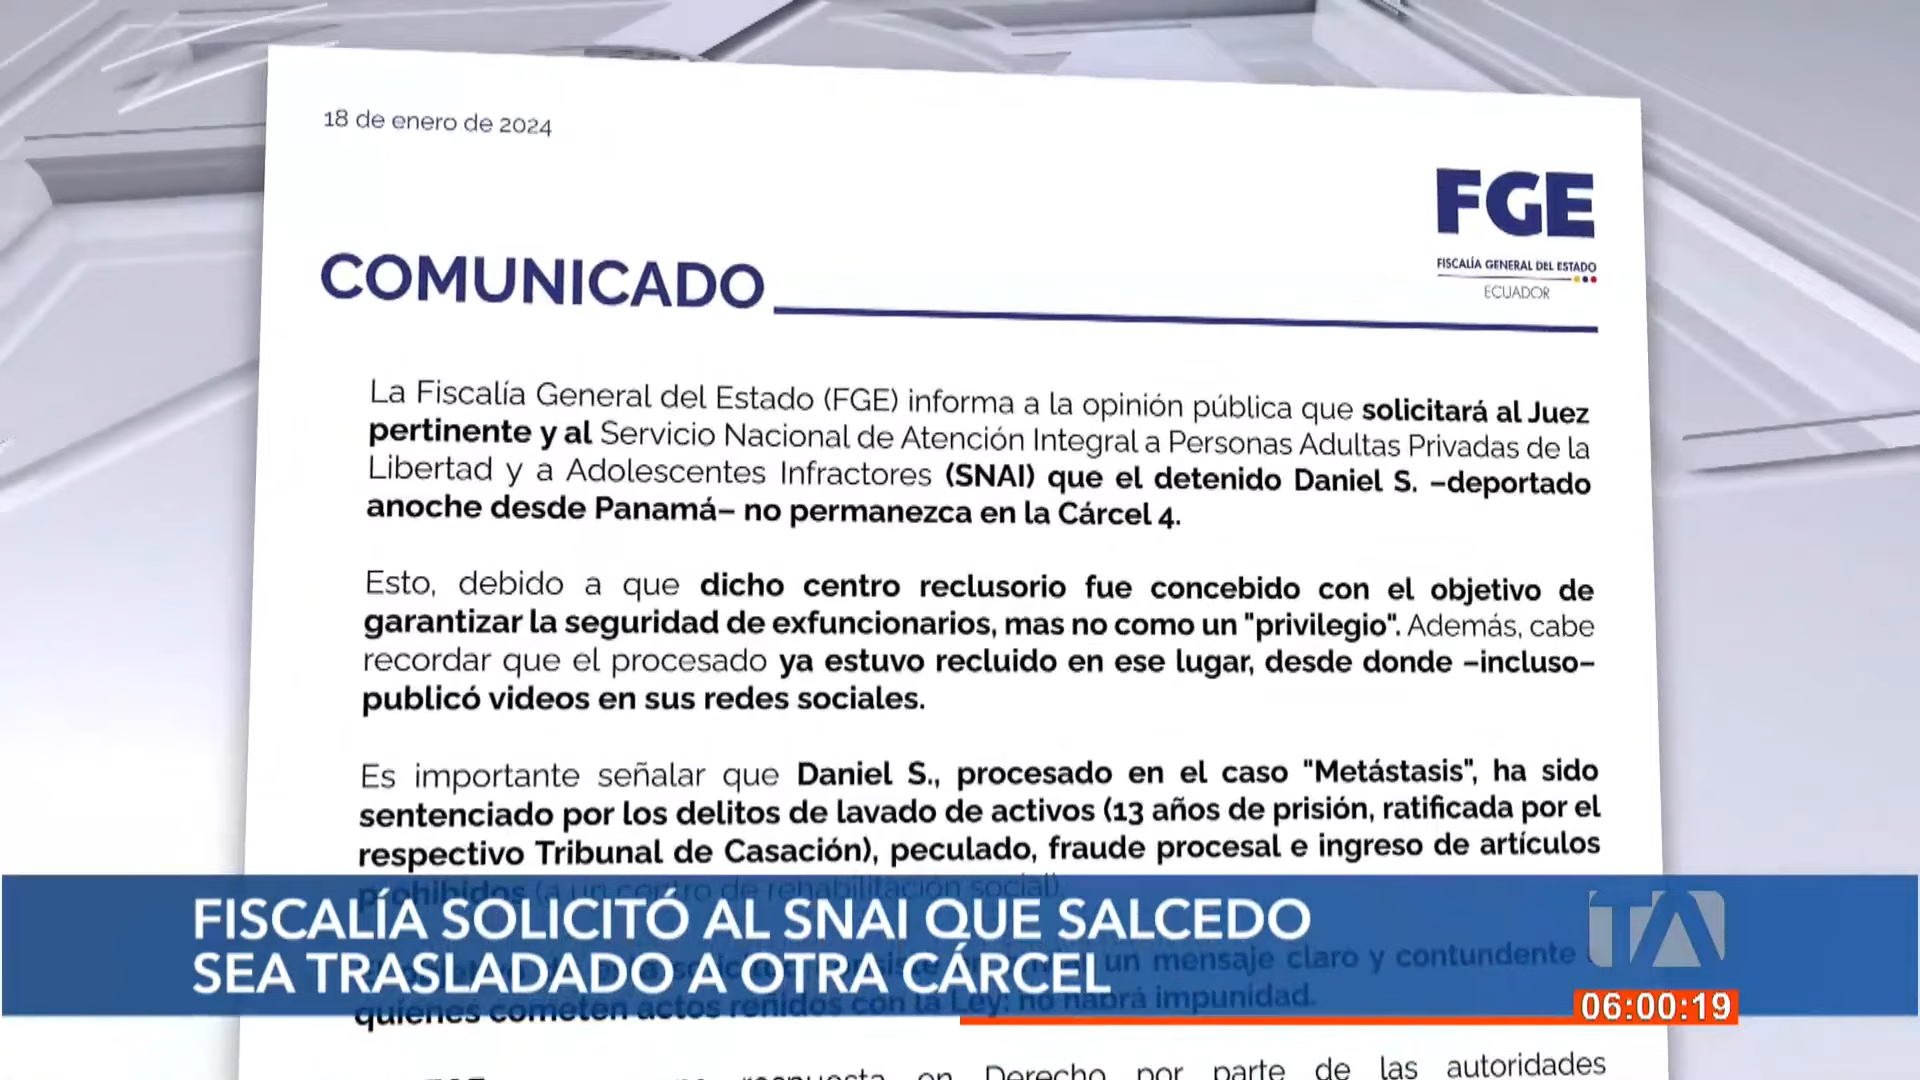 18 de enero de 2024
FGE
FISCALÍA GENERAL DEL ESTADO
ECUADOR
COMUNICADO
La Fiscalía General del Estado (FGE) informa a la opinión pública que solicitará al Juez
pertinente y al Servicio Nacional de Atención Integral a Personas Adultas Privadas de la
Libertad y a Adolescentes Infractores (SNAI) que el detenido Daniel S. –deportado
anoche desde Panamá– no permanezca en la Cárcel 4.
Esto, debido a que dicho centro reclusorio fue concebido con el objetivo de
garantizar la seguridad de exfuncionarios, mas no como un "privilegio". Además, cabe
recordar que el procesado ya estuvo recluido en ese lugar, desde donde –incluso–
publicó videos en sus redes sociales.
Es importante señalar que Daniel S., procesado en el caso "Metástasis", ha sido
sentenciado por los delitos de lavado de activos (13 años de prisión, ratificada por el
respectivo Tribunal de Casación), peculado, fraude procesal e ingreso de artículos
prohibidos (a un centro de rehabilitación social).
FISCALÍA SOLICITÓ AL SNAI QUE SALCEDO
SEA TRASLADADO A OTRA CÁRCEL
TA
un mensaje claro y contundente
quienes cometen actos reñidos con la Ley: no habrá impunidad.
06:00:19
en Derecho por parte de las autoridades